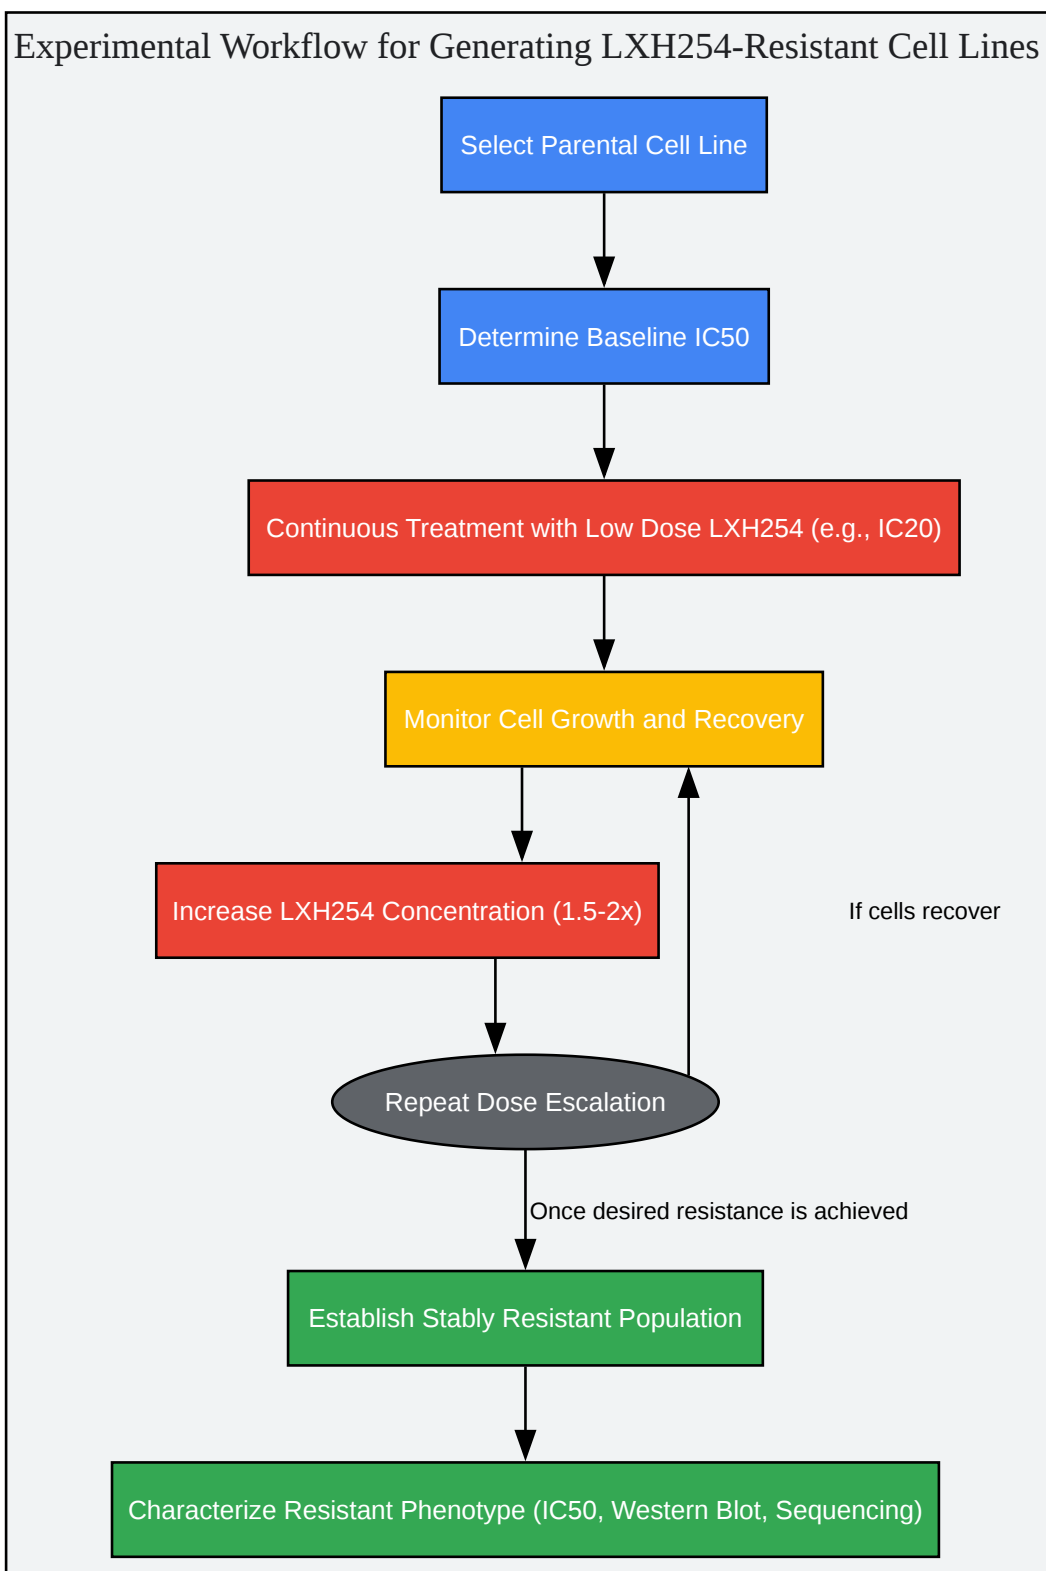 Experimental Workflow for Generating LXH254-Resistant Cell Lines
Select Parental Cell Line
Determine Baseline IC50
Continuous Treatment with Low Dose LXH254 (e.g., IC20)
Monitor Cell Growth and Recovery
Increase LXH254 Concentration (1.5-2x)
If cells recover
Repeat Dose Escalation
Once desired resistance is achieved
Establish Stably Resistant Population
Characterize Resistant Phenotype (IC50, Western Blot, Sequencing)